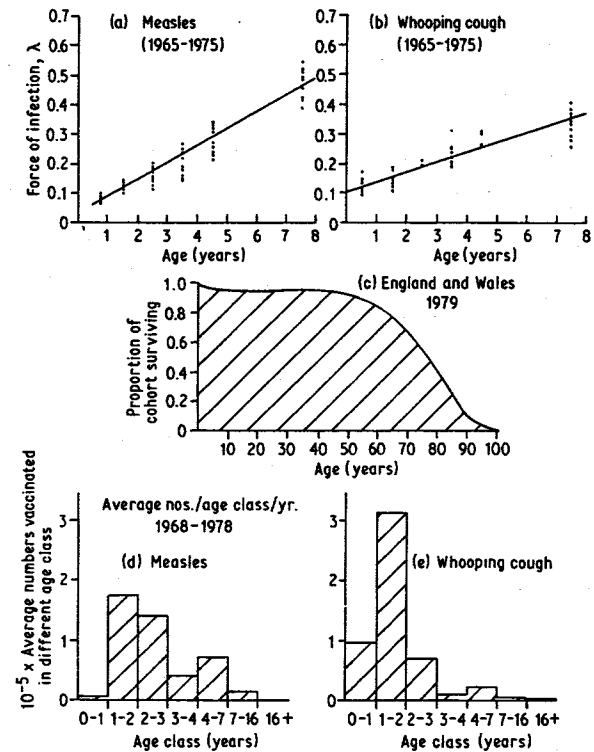 (a) Measles
(1965-1975)
Force of infection, λ
0.7
0.6
0.5
0.4
0.3
0.2
0.1
0
1 2 3 4 5 6 7 8
Age (years)
(b) Whooping cough
(1965-1975)
0.7
0.6
0.5
0.4
0.3
0.2
0.1
0
1 2 3 4 5 6 7 8
Age (years)
(c) England and Wales
1979
Proportion of
cohort surviving
1.0
0.8
0.6
0.4
0.2
0
10 20 30 40 50 60 70 80 90 100
Age (years)
10⁻⁵ x Average numbers vaccinated
in different age class
Average nos./age class/yr.
1968-1978
(d) Measles
3
2
1
0
0-1 1-2 2-3 3-4 4-7 7-16 16+
Age class (years)
(e) Whooping cough
3
2
1
0
0-1 1-2 2-3 3-4 4-7 7-16 16+
Age class (years)